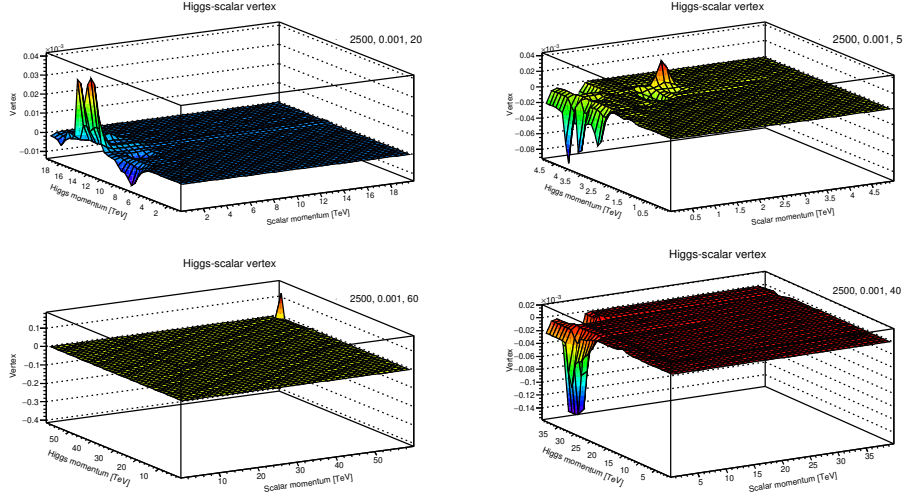 Higgs-scalar vertex
2500, 0.001, 20
×10⁻³
Vertex
0.04
0.03
0.02
0.01
0
−0.01
18 16 14 12 10 8 6 4 2
Higgs momentum [TeV]
2 4 6 8 10 12 14 16 18
Scalar momentum [TeV]
Higgs-scalar vertex
2500, 0.001, 5
×10⁻³
Vertex
0.04
0.02
0
−0.02
−0.04
−0.06
−0.08
4.5 4 3.5 3 2.5 2 1.5 1 0.5
Higgs momentum [TeV]
0.5 1 1.5 2 2.5 3 3.5 4 4.5
Scalar momentum [TeV]
Higgs-scalar vertex
2500, 0.001, 60
Vertex
0.1
0
−0.1
−0.2
−0.3
−0.4
50 40 30 20 10
Higgs momentum [TeV]
10 20 30 40 50
Scalar momentum [TeV]
Higgs-scalar vertex
2500, 0.001, 40
×10⁻³
Vertex
0.02
0
−0.02
−0.04
−0.06
−0.08
−0.1
−0.12
−0.14
35 30 25 20 15 10 5
Higgs momentum [TeV]
5 10 15 20 25 30 35
Scalar momentum [TeV]